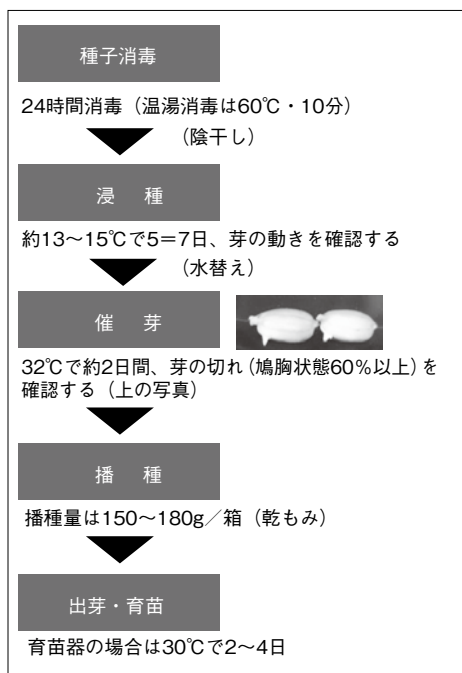 種子消毒
24時間消毒（温湯消毒は60℃・10分）
（陰干し）
浸　種
約13〜15℃で5＝7日、芽の動きを確認する
（水替え）
催　芽
32℃で約2日間、芽の切れ（鳩胸状態60％以上）を
確認する（上の写真）
播　種
播種量は150〜180g／箱（乾もみ）
出芽・育苗
育苗器の場合は30℃で2〜4日